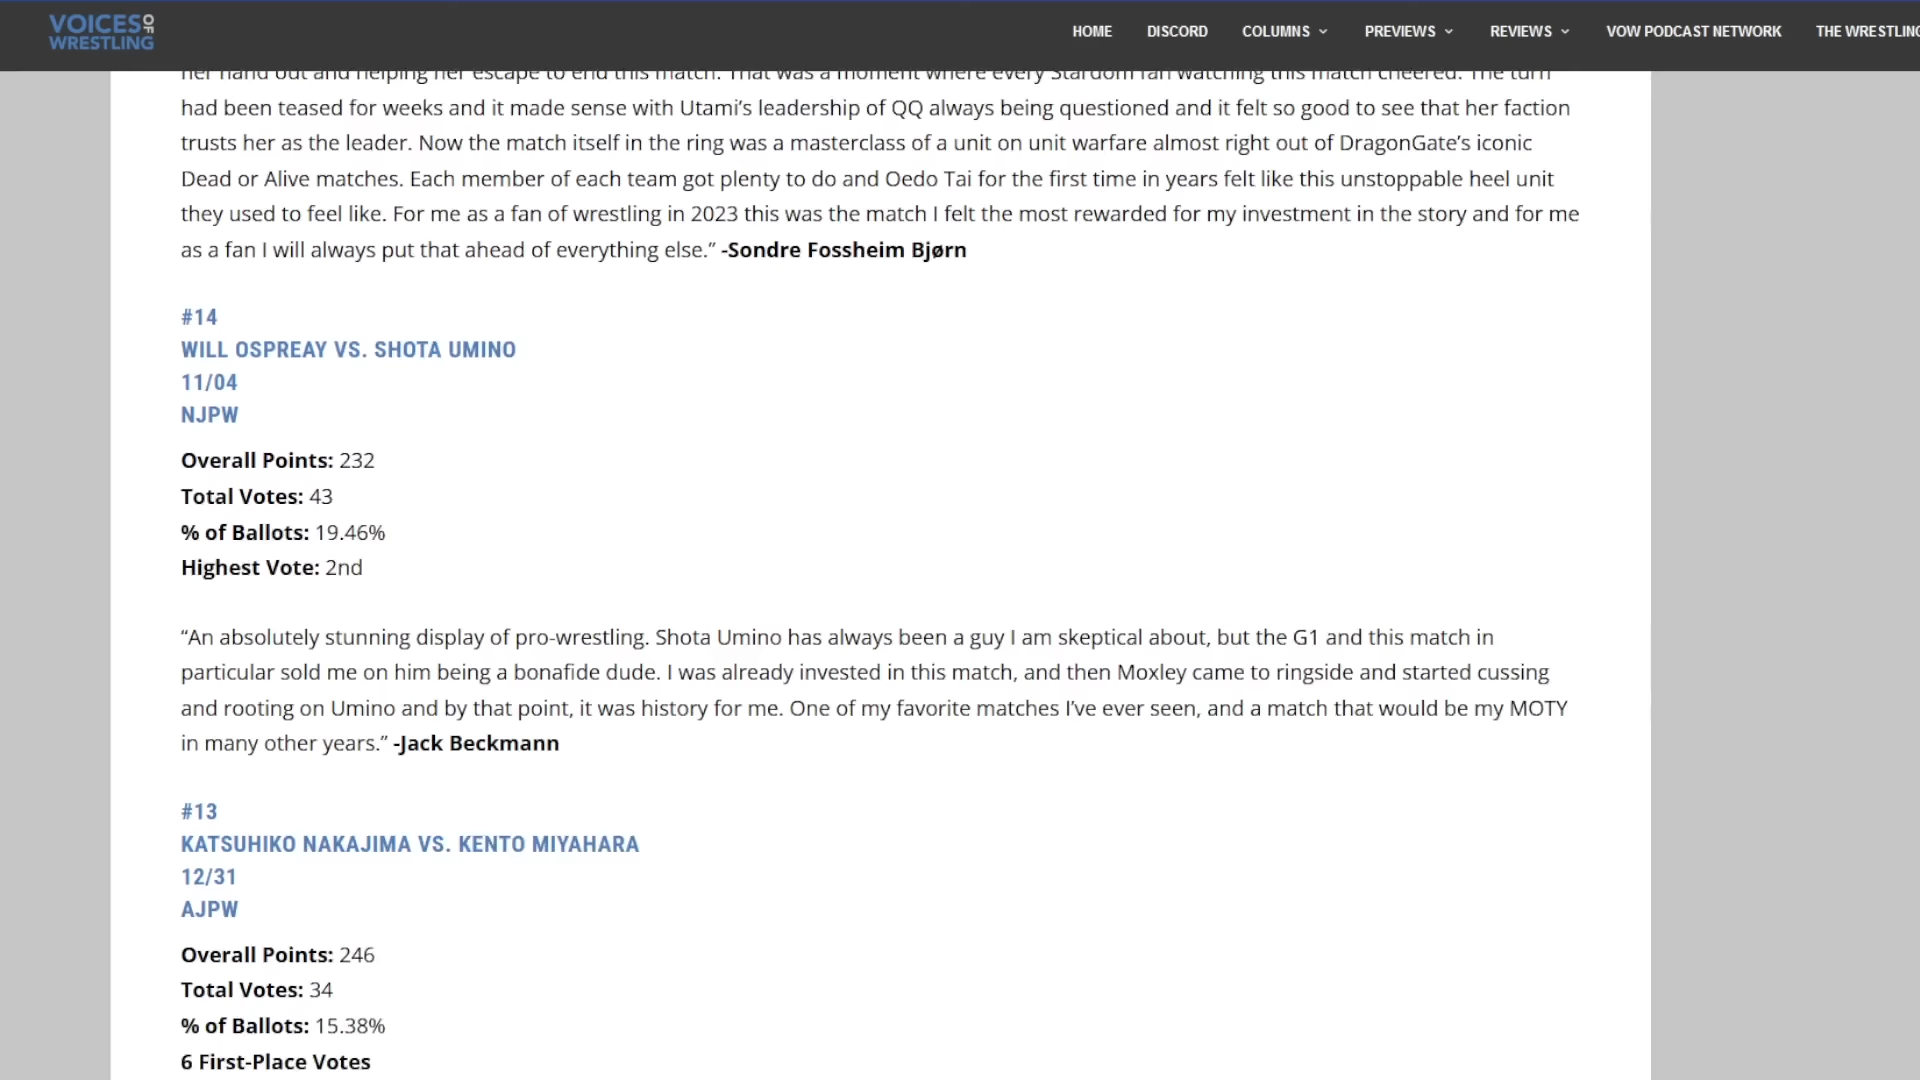 VOICES OF WRESTLING
HOME DISCORD COLUMNS PREVIEWS REVIEWS VOW PODCAST NETWORK THE WRESTLING
her hand out and helping her escape to end this match. That was a moment where every Stardom fan watching this match cheered. The turn
had been teased for weeks and it made sense with Utami’s leadership of QQ always being questioned and it felt so good to see that her faction
trusts her as the leader. Now the match itself in the ring was a masterclass of a unit on unit warfare almost right out of DragonGate’s iconic
Dead or Alive matches. Each member of each team got plenty to do and Oedo Tai for the first time in years felt like this unstoppable heel unit
they used to feel like. For me as a fan of wrestling in 2023 this was the match I felt the most rewarded for my investment in the story and for me
as a fan I will always put that ahead of everything else.” -Sondre Fossheim Bjørn
#14
WILL OSPREAY VS. SHOTA UMINO
11/04
NJPW
Overall Points: 232
Total Votes: 43
% of Ballots: 19.46%
Highest Vote: 2nd
“An absolutely stunning display of pro-wrestling. Shota Umino has always been a guy I am skeptical about, but the G1 and this match in
particular sold me on him being a bonafide dude. I was already invested in this match, and then Moxley came to ringside and started cussing
and rooting on Umino and by that point, it was history for me. One of my favorite matches I’ve ever seen, and a match that would be my MOTY
in many other years.” -Jack Beckmann
#13
KATSUHIKO NAKAJIMA VS. KENTO MIYAHARA
12/31
AJPW
Overall Points: 246
Total Votes: 34
% of Ballots: 15.38%
6 First-Place Votes